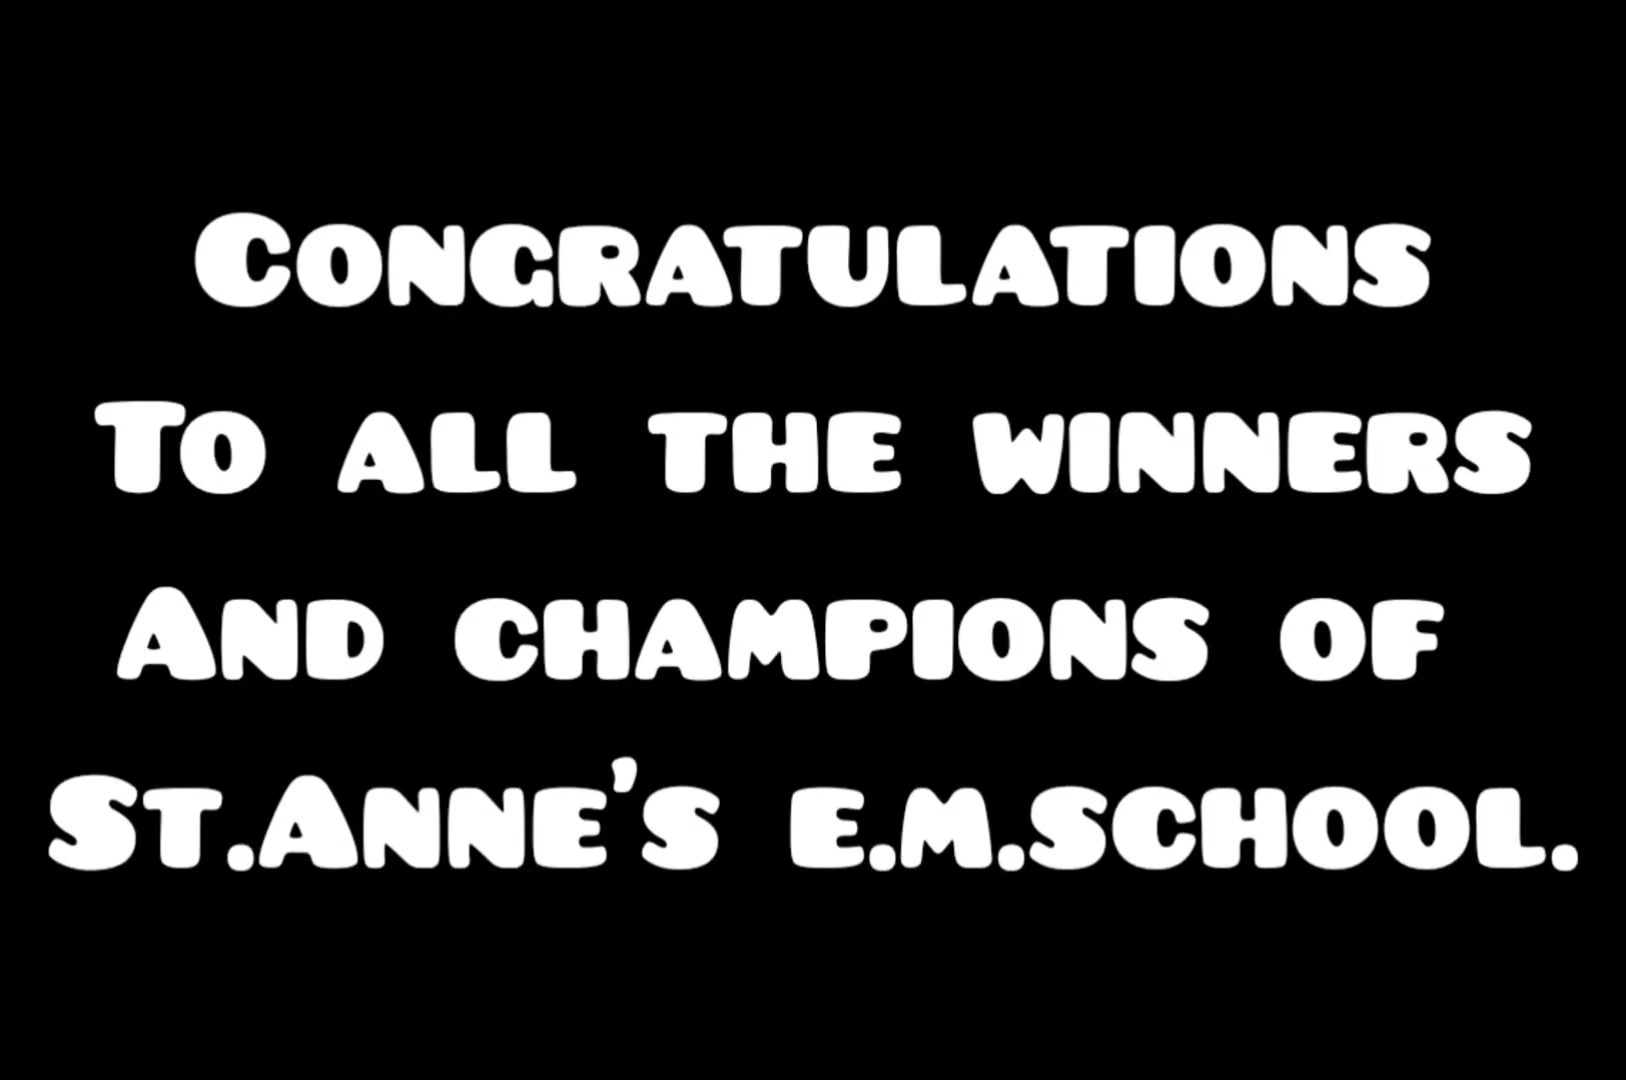 Congratulations
To all the winners
And champions of
St.Anne's e.m.school.